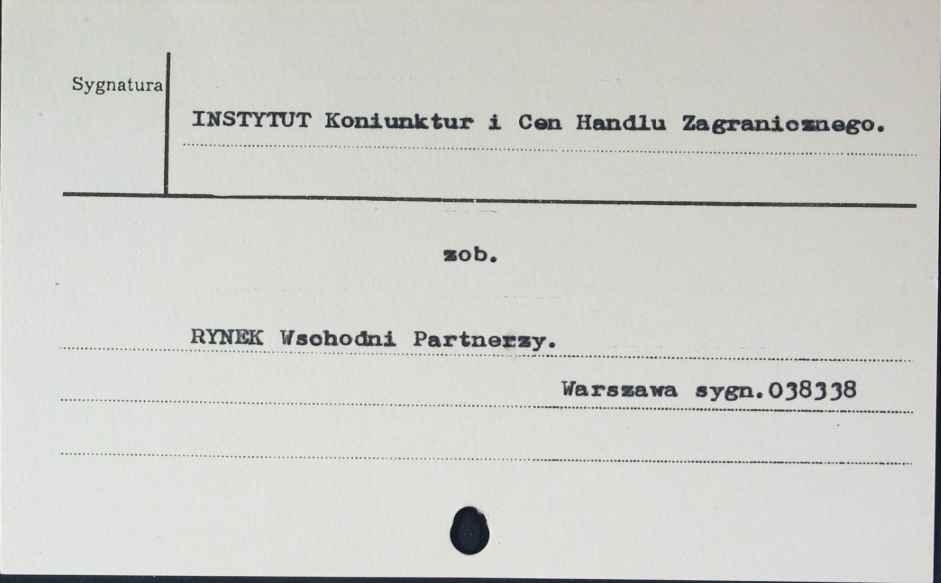 Sygnatura
INSTYTUT Koniunktur i Cen Handlu Zagranicznego.
zob.
RYNEK Wschodni Partnerzy.
Warszawa sygn.038338